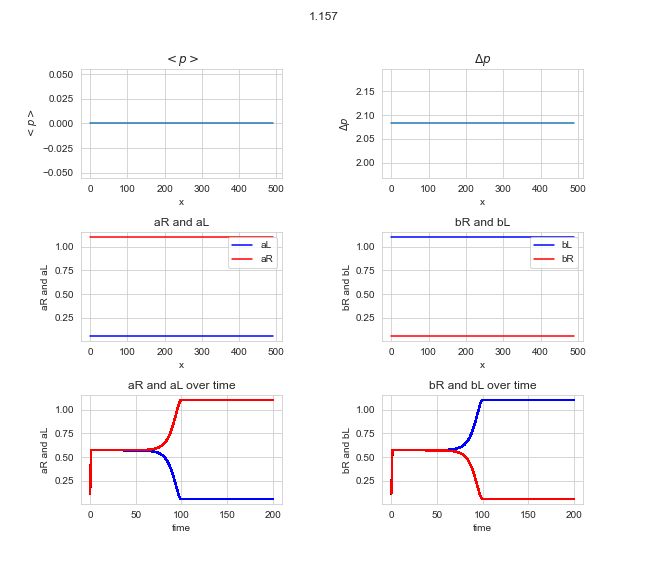 1.157
< p >
0.050
0.025
0.000
−0.025
−0.050
< p >
0
100
200
300
400
500
x
Δp
2.15
2.10
2.05
2.00
Δp
0
100
200
300
400
500
x
aR and aL
1.00
0.75
0.50
0.25
aR and aL
aL
aR
0
100
200
300
400
500
x
bR and bL
1.00
0.75
0.50
0.25
bR and bL
bL
bR
0
100
200
300
400
500
x
aR and aL over time
1.00
0.75
0.50
0.25
aR and aL
0
50
100
150
200
time
bR and bL over time
1.00
0.75
0.50
0.25
bR and bL
0
50
100
150
200
time